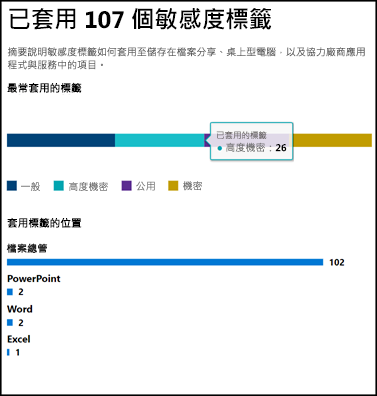 已套用 107 個敏感度標籤
摘要說明敏感度標籤如何套用至儲存在檔案分享、桌上型電腦，以及協力廠商應用
程式與服務中的項目。
最常套用的標籤
已套用的標籤
高度機密：26
一般 高度機密 公用 機密
套用標籤的位置
檔案總管
102
PowerPoint
2
Word
2
Excel
1